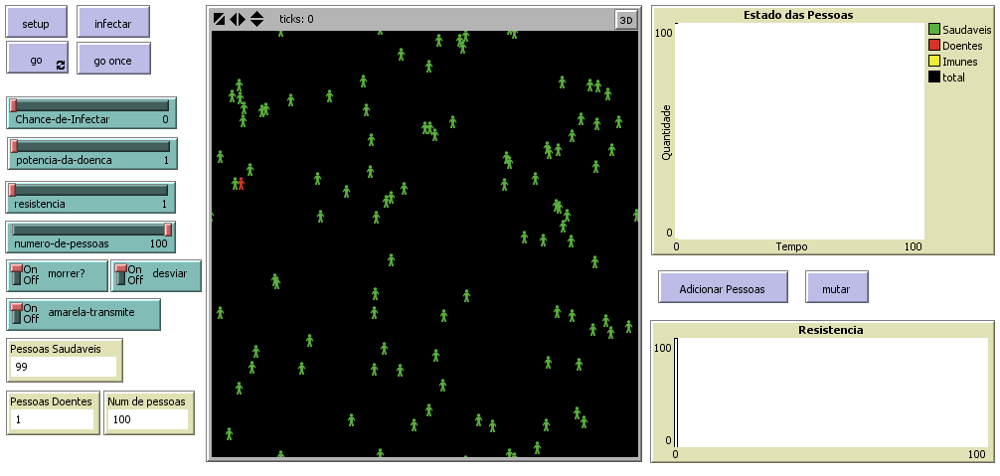 setup
infectar
go
go once
Chance-de-Infectar 0
potencia-da-doenca 1
resistencia 1
numero-de-pessoas 100
On
Off
morrer?
On
Off
desviar
On
Off
amarela-transmite
Pessoas Saudaveis
99
Pessoas Doentes
1
Num de pessoas
100
ticks: 0
3D
Estado das Pessoas
100
Quantidade
0
0
Tempo
100
Saudaveis
Doentes
Imunes
total
Adicionar Pessoas
mutar
Resistencia
100
0
0
100